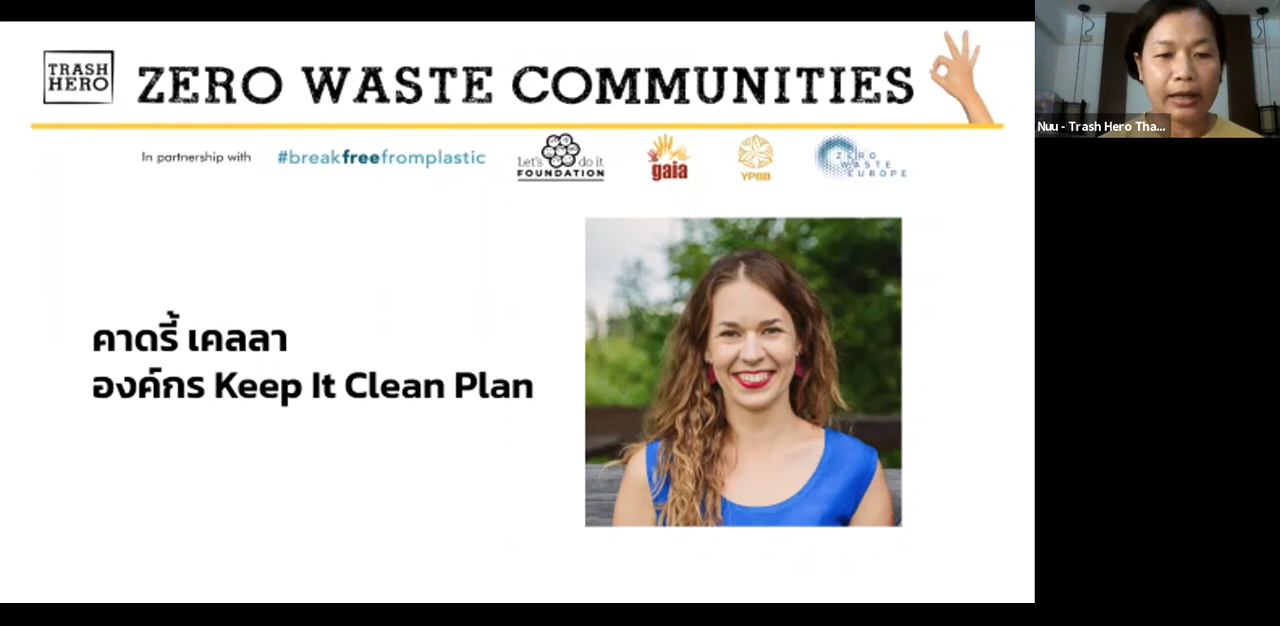 TRASH
HERO
ZERO WASTE COMMUNITIES
In partnership with
#breakfreefromplastic
Let's do it
FOUNDATION
gaia
YPBB
ZERO
WASTE
EUROPE
คาดรี้ เคลลา
องค์กร Keep It Clean Plan
Nuu - Trash Hero Tha...